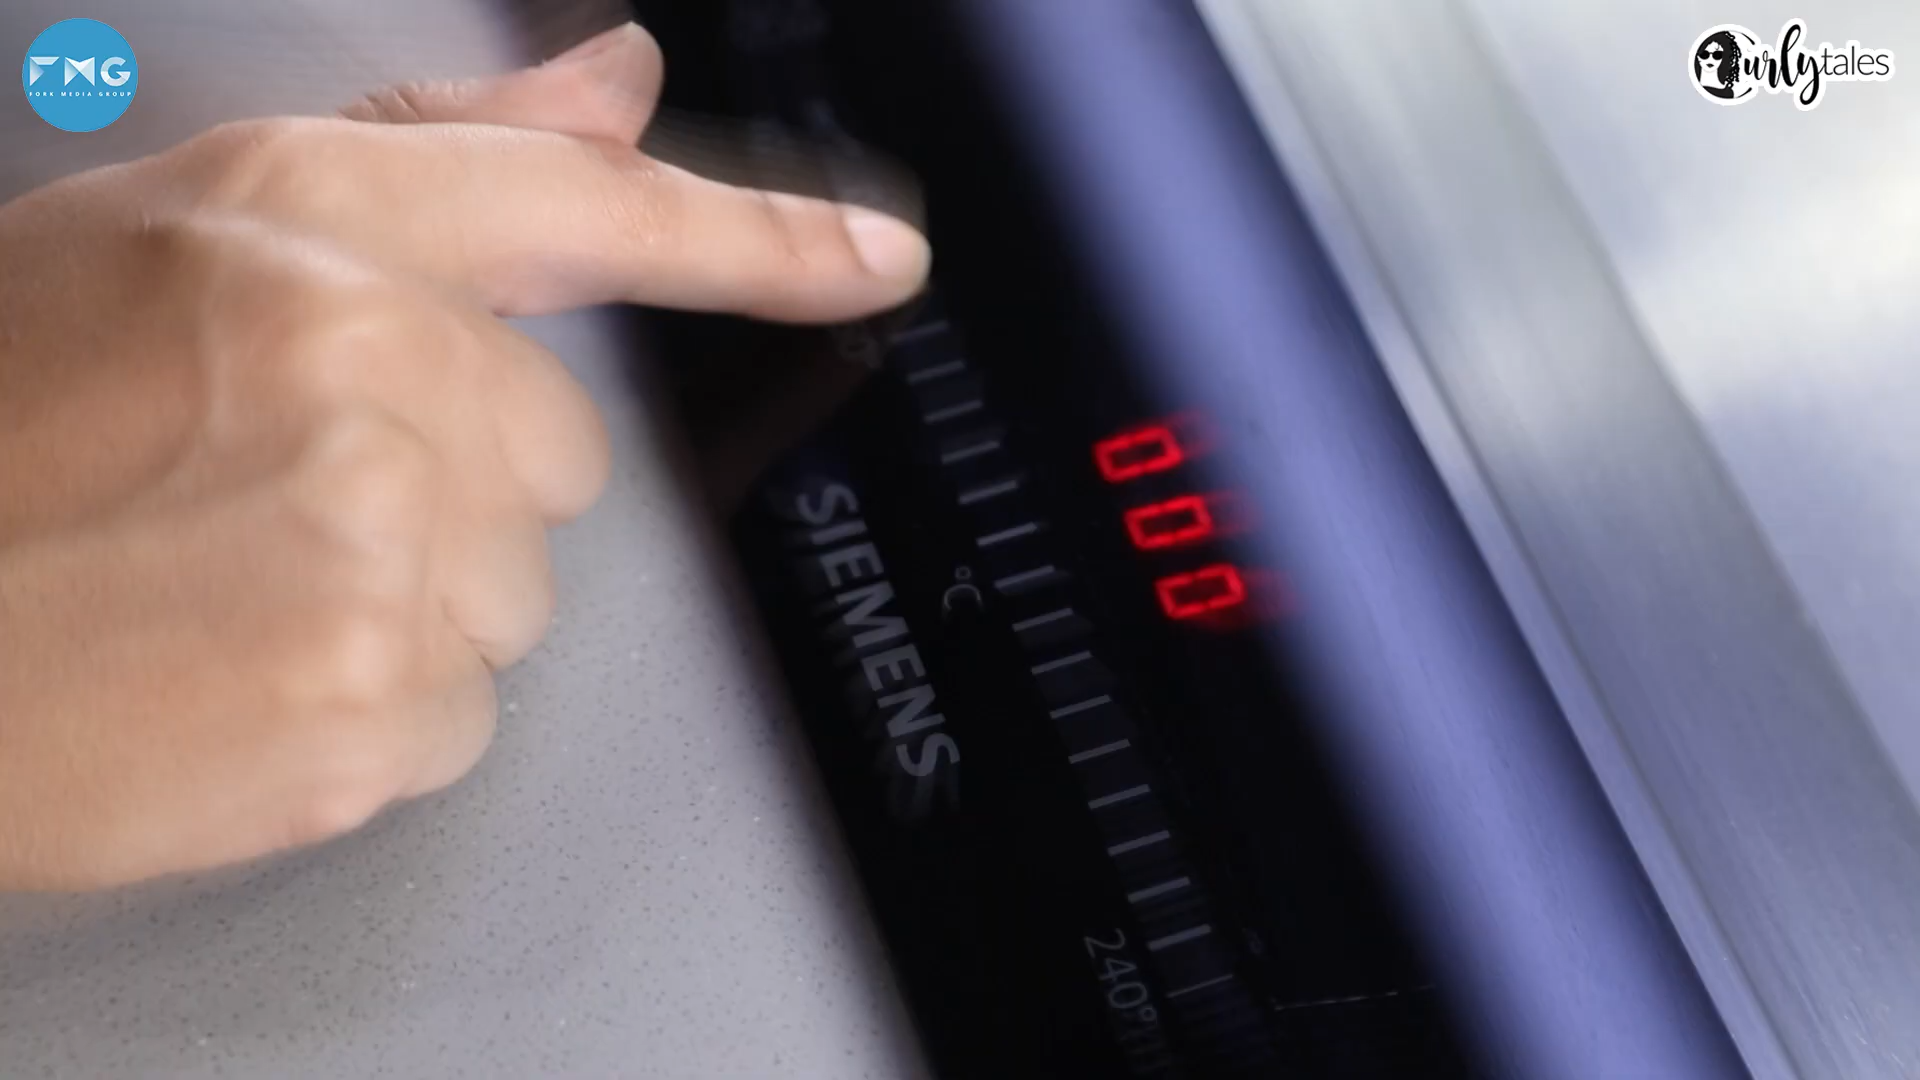 FMG
FORK MEDIA GROUP
Curlytales
000
SIEMENS
°C
240°